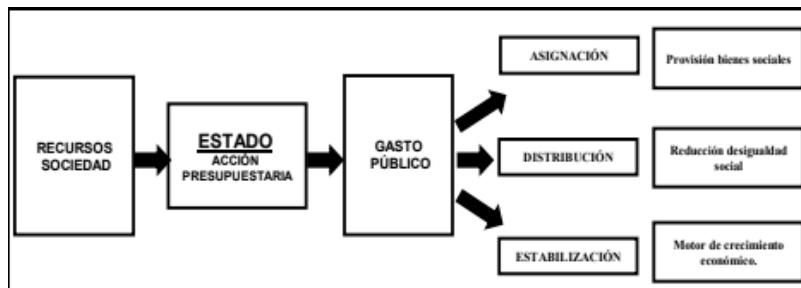 RECURSOS
SOCIEDAD
ESTADO
ACCIÓN
PRESUPUESTARIA
GASTO
PÚBLICO
ASIGNACIÓN
Provisión bienes sociales
DISTRIBUCIÓN
Reducción desigualdad
social
ESTABILIZACIÓN
Motor de crecimiento
económico.